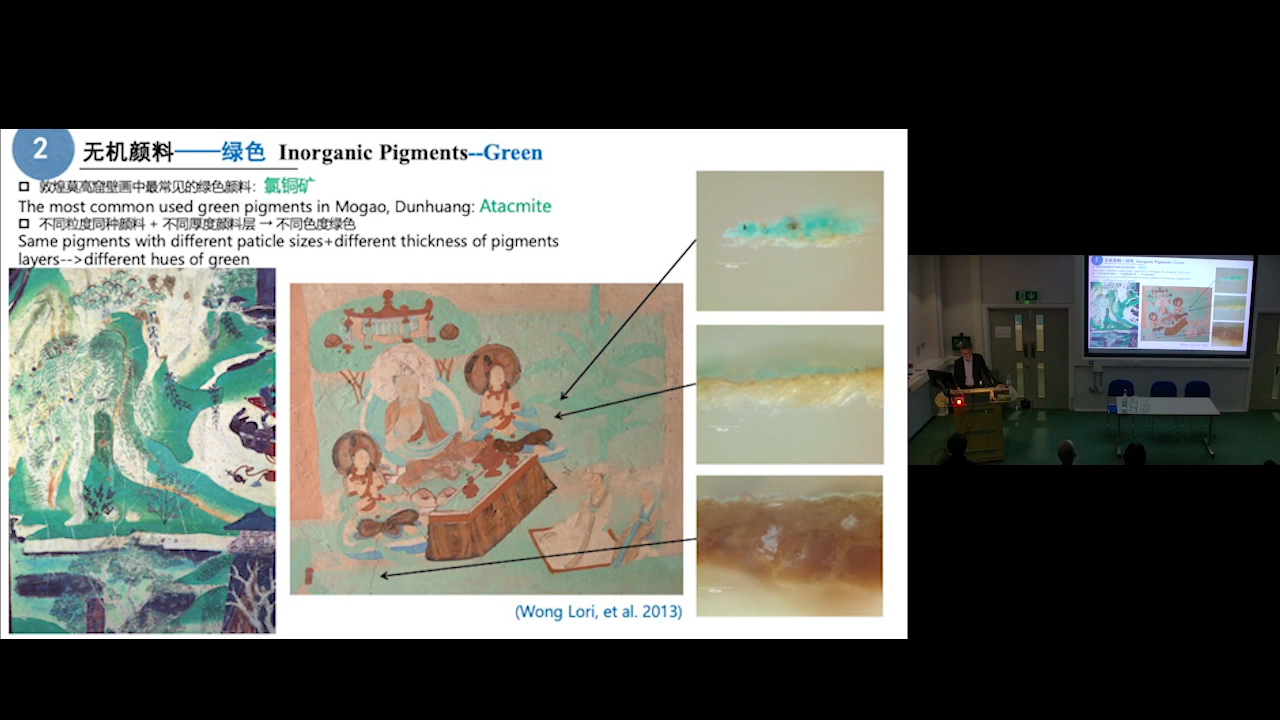 2
无机颜料——绿色 Inorganic Pigments--Green
敦煌莫高窟壁画中最常见的绿色颜料：氯铜矿
The most common used green pigments in Mogao, Dunhuang: Atacmite
不同粒度同种颜料 + 不同厚度颜料层 → 不同色度绿色
Same pigments with different paticle sizes+different thickness of pigments
layers-->different hues of green
(Wong Lori, et al. 2013)